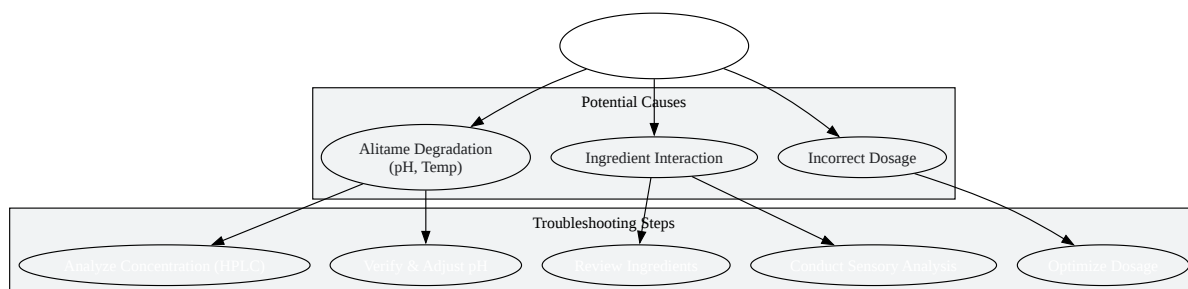 Potential Causes
Alitame Degradation
(pH, Temp)
Ingredient Interaction
Incorrect Dosage
Troubleshooting Steps
Analyze Concentration (HPLC)
Verify & Adjust pH
Review Ingredients
Conduct Sensory Analysis
Optimize Dosage